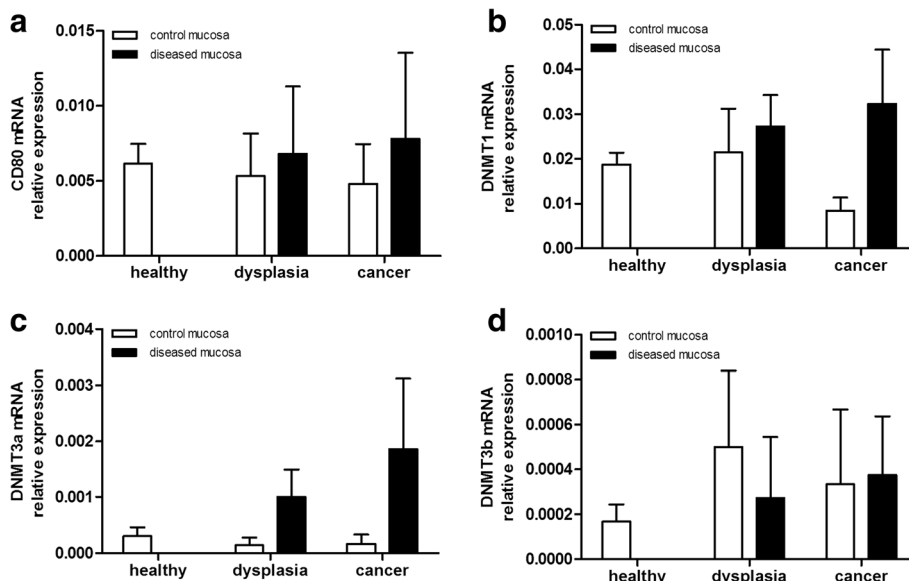 a
CD80 mRNA
relative expression
0.015
0.010
0.005
0.000
control mucosa
diseased mucosa
healthy dysplasia cancer
b
DNMT1 mRNA
relative expression
0.05
0.04
0.03
0.02
0.01
0.00
control mucosa
diseased mucosa
healthy dysplasia cancer
c
DNMT3a mRNA
relative expression
0.004
0.003
0.002
0.001
0.000
control mucosa
diseased mucosa
healthy dysplasia cancer
d
DNMT3b mRNA
relative expression
0.0010
0.0008
0.0006
0.0004
0.0002
0.0000
control mucosa
diseased mucosa
healthy dysplasia cancer